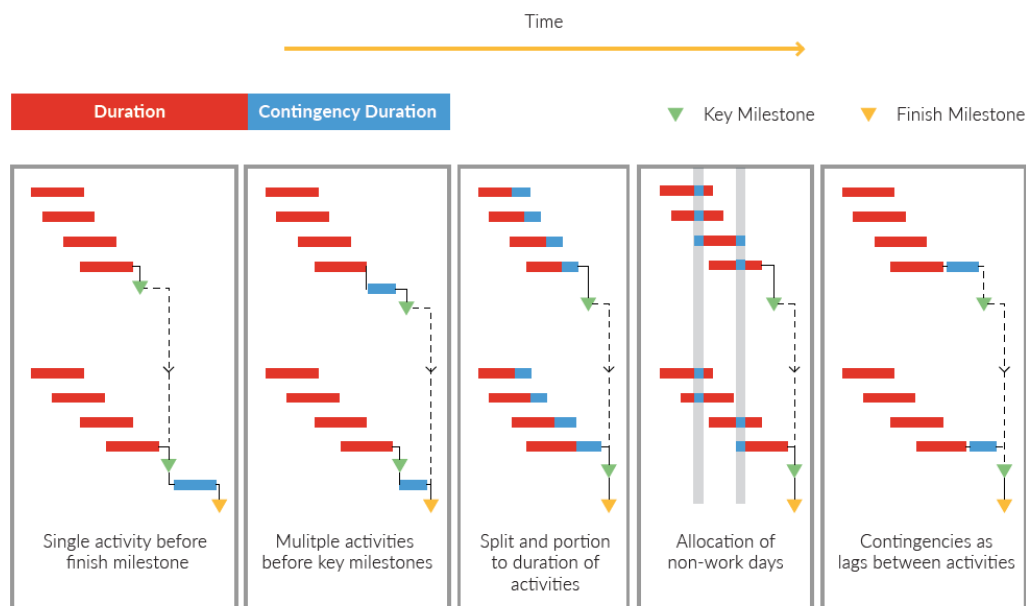 Time
Duration
Contingency Duration
Key Milestone
Finish Milestone
Single activity before
finish milestone
Mulitple activities
before key milestones
Split and portion
to duration of
activities
Allocation of
non-work days
Contingencies as
lags between activities